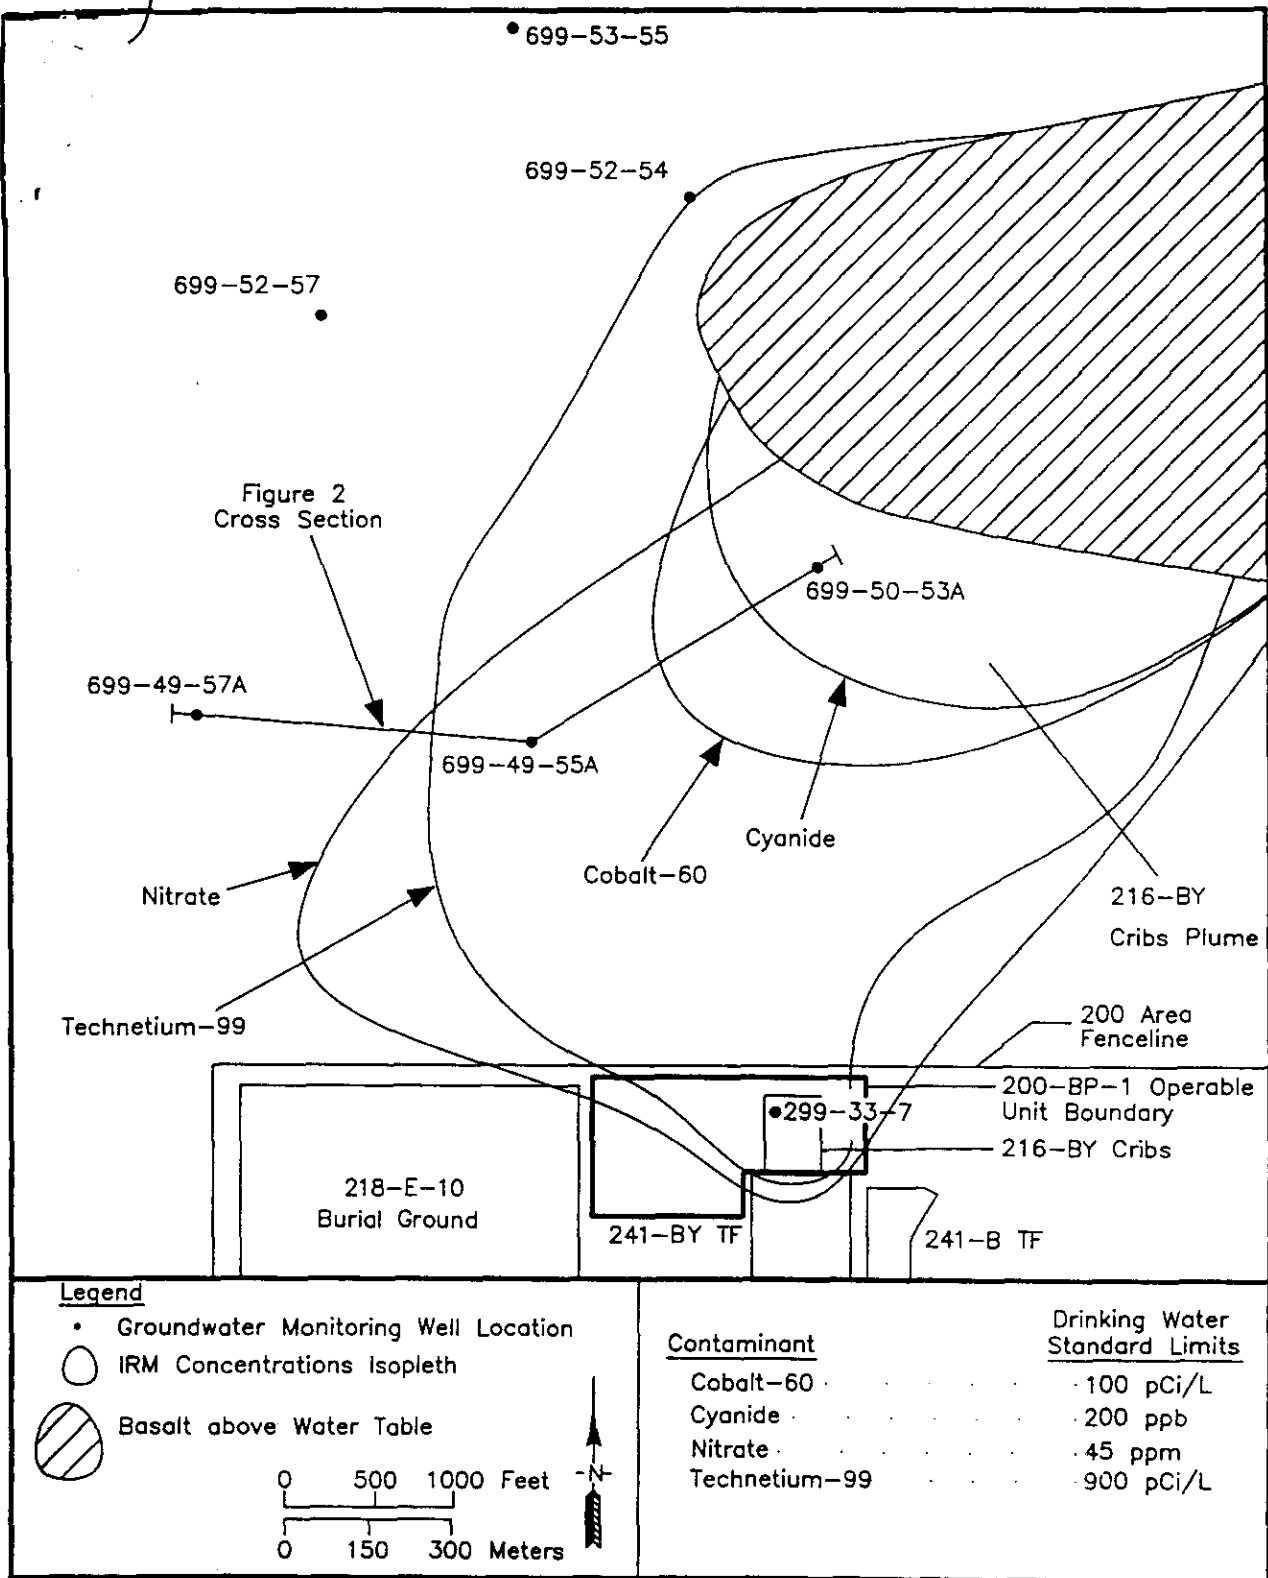 699-53-55
699-52-54
699-52-57
Figure 2
Cross Section
699-50-53A
699-49-57A
699-49-55A
Cyanide
Cobalt-60
Nitrate
216-BY
Cribs Plume
Technetium-99
200 Area
Fenceline
200-BP-1 Operable
Unit Boundary
299-33-7
216-BY Cribs
218-E-10
Burial Ground
241-BY TF
241-B TF
Legend
Groundwater Monitoring Well Location
IRM Concentrations Isopleth
Basalt above Water Table
0 500 1000 Feet
0 150 300 Meters
-N-
Drinking Water
Contaminant Standard Limits
Cobalt-60 100 pCi/L
Cyanide 200 ppb
Nitrate 45 ppm
Technetium-99 900 pCi/L